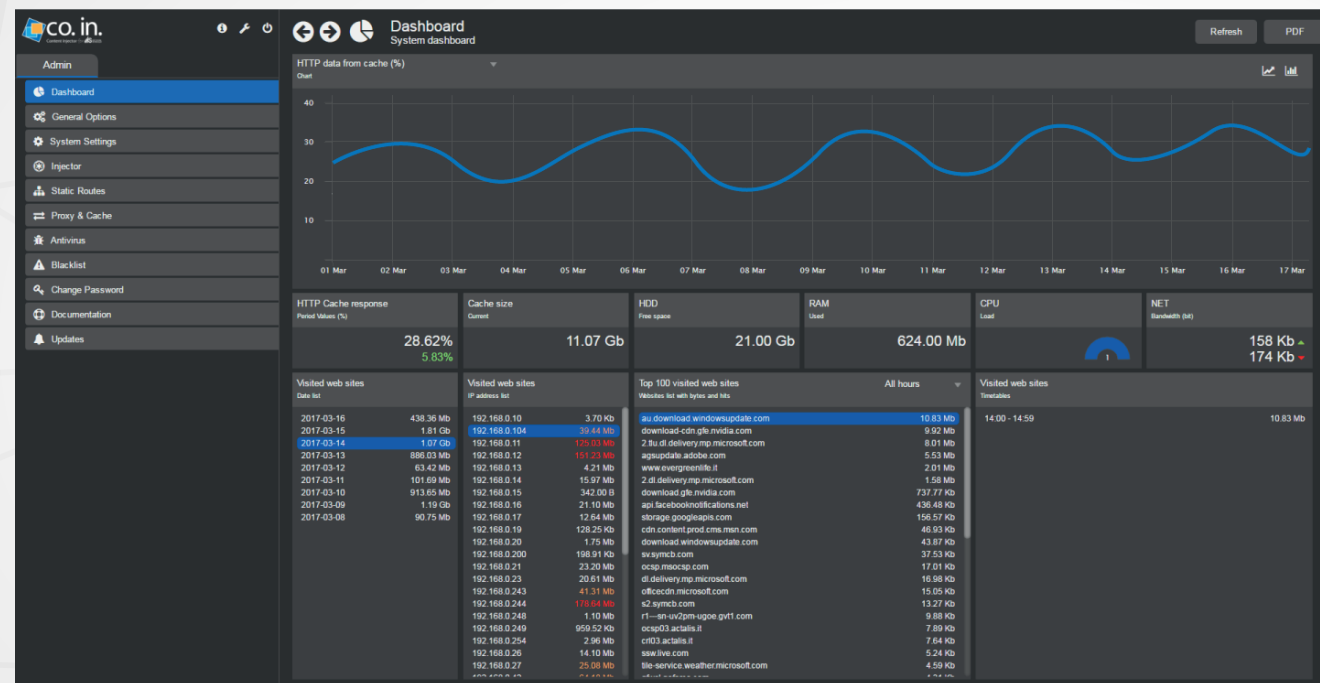 co. in.
Admin
Dashboard
General Options
System Settings
Injector
Static Routes
Proxy & Cache
Antivirus
Blacklist
Change Password
Documentation
Updates
Dashboard
System dashboard
Refresh
PDF
HTTP data from cache (%)
Chart
40
30
20
10
01 Mar 02 Mar 03 Mar 04 Mar 05 Mar 06 Mar 07 Mar 08 Mar 09 Mar 10 Mar 11 Mar 12 Mar 13 Mar 14 Mar 15 Mar 16 Mar 17 Mar
HTTP Cache response
Period Values (%)
28.62%
5.83%
Cache size
Current
11.07 Gb
HDD
Free space
21.00 Gb
RAM
Used
624.00 Mb
CPU
Load
1
NET
Bandwidth (bit)
158 Kb
174 Kb
Visited web sites
Date list
2017-03-16 438.36 Mb
2017-03-15 1.81 Gb
2017-03-14 1.07 Gb
2017-03-13 886.03 Mb
2017-03-12 63.42 Mb
2017-03-11 101.69 Mb
2017-03-10 913.65 Mb
2017-03-09 1.19 Gb
2017-03-08 90.75 Mb
Visited web sites
IP address list
192.168.0.10 3.70 Kb
192.168.0.104 39.44 Mb
192.168.0.11 125.03 Mb
192.168.0.12 151.23 Mb
192.168.0.13 4.21 Mb
192.168.0.14 15.97 Mb
192.168.0.15 342.00 B
192.168.0.16 21.10 Mb
192.168.0.17 12.64 Mb
192.168.0.19 128.25 Kb
192.168.0.20 1.75 Mb
192.168.0.200 198.91 Kb
192.168.0.21 23.20 Mb
192.168.0.23 20.61 Mb
192.168.0.243 41.31 Mb
192.168.0.244 176.64 Mb
192.168.0.248 1.10 Mb
192.168.0.249 959.52 Kb
192.168.0.254 2.96 Mb
192.168.0.26 14.10 Mb
192.168.0.27 25.08 Mb
Top 100 visited web sites
Websites list with bytes and hits
All hours
au.download.windowsupdate.com 10.83 Mb
download-cdn.gfe.nvidia.com 9.92 Mb
2.tlu.dl.delivery.mp.microsoft.com 8.01 Mb
agsupdate.adobe.com 5.53 Mb
www.evergreenlife.it 2.01 Mb
2.dl.delivery.mp.microsoft.com 1.58 Mb
download.gfe.nvidia.com 737.77 Kb
api.facebooknotifications.net 436.48 Kb
storage.googleapis.com 156.57 Kb
cdn.content.prod.cms.msn.com 46.93 Kb
download.windowsupdate.com 43.87 Kb
sv.symcb.com 37.53 Kb
ocsp.msocsp.com 17.01 Kb
dl.delivery.mp.microsoft.com 16.98 Kb
officecdn.microsoft.com 15.05 Kb
s2.symcb.com 13.27 Kb
r1---sn-uv2pm-ugoe.gvt1.com 9.88 Kb
ocsp03.actalis.it 7.89 Kb
crl03.actalis.it 7.64 Kb
ssw.live.com 5.24 Kb
tile-service.weather.microsoft.com 4.59 Kb
Visited web sites
Timetables
14:00 - 14:59 10.83 Mb